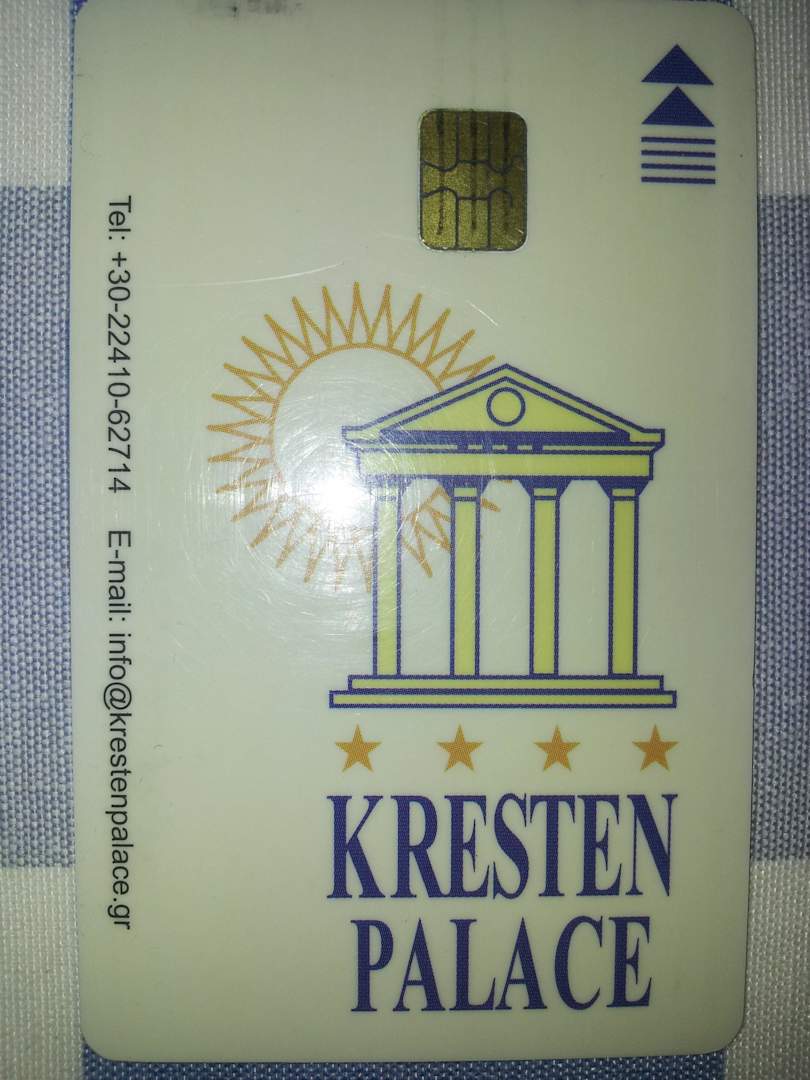 KRESTEN
PALACE
Tel: +30-22410-62714 E-mail: info@krestenpalace.gr